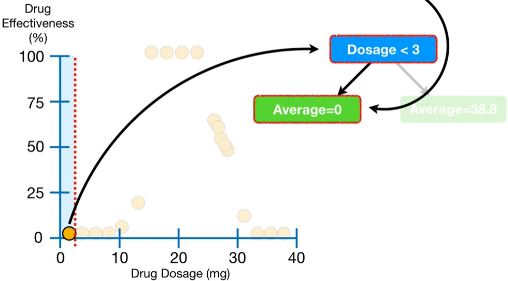 Drug
Effectiveness
(%)
100
75
50
25
0
0
10
20
30
40
Drug Dosage (mg)
Dosage < 3
Average=0
Average=38.8